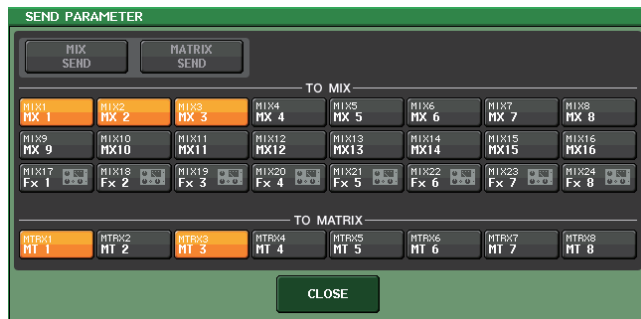 SEND PARAMETER
MIX SEND
MATRIX SEND
TO MIX
MIX1 MIX2 MIX3 MIX4 MIX5 MIX6 MIX7 MIX8
MX 1 MX 2 MX 3 MX 4 MX 5 MX 6 MX 7 MX 8
MIX9 MIX10 MIX11 MIX12 MIX13 MIX14 MIX15 MIX16
MX 9 MX10 MX11 MX12 MX13 MX14 MX15 MX16
MIX17 MIX18 MIX19 MIX20 MIX21 MIX22 MIX23 MIX24
Fx 1 Fx 2 Fx 3 Fx 4 Fx 5 Fx 6 Fx 7 Fx 8
TO MATRIX
MTRX1 MTRX2 MTRX3 MTRX4 MTRX5 MTRX6 MTRX7 MTRX8
MT 1 MT 2 MT 3 MT 4 MT 5 MT 6 MT 7 MT 8
CLOSE